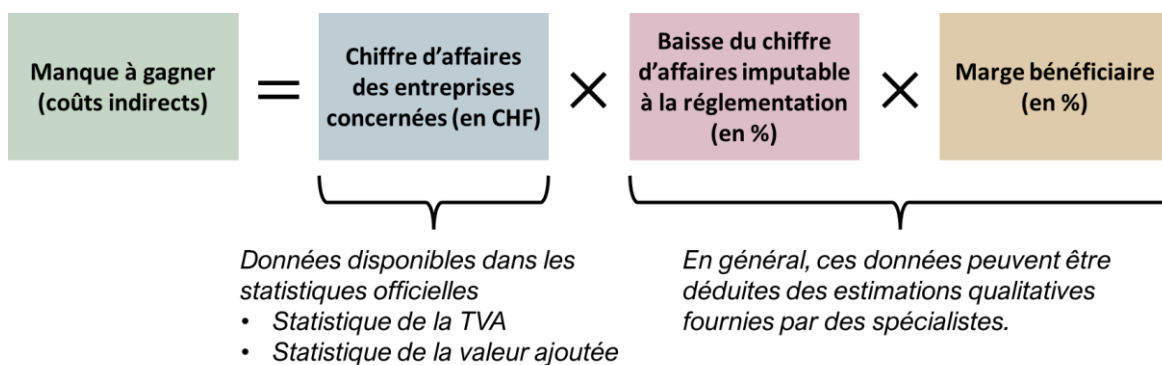 Manque à gagner
(coûts indirects)
=
Chiffre d’affaires
des entreprises
concernées (en CHF)
×
Baisse du chiffre
d’affaires imputable
à la réglementation
(en %)
×
Marge bénéficiaire
(en %)
Données disponibles dans les
statistiques officielles
• Statistique de la TVA
• Statistique de la valeur ajoutée
En général, ces données peuvent être
déduites des estimations qualitatives
fournies par des spécialistes.